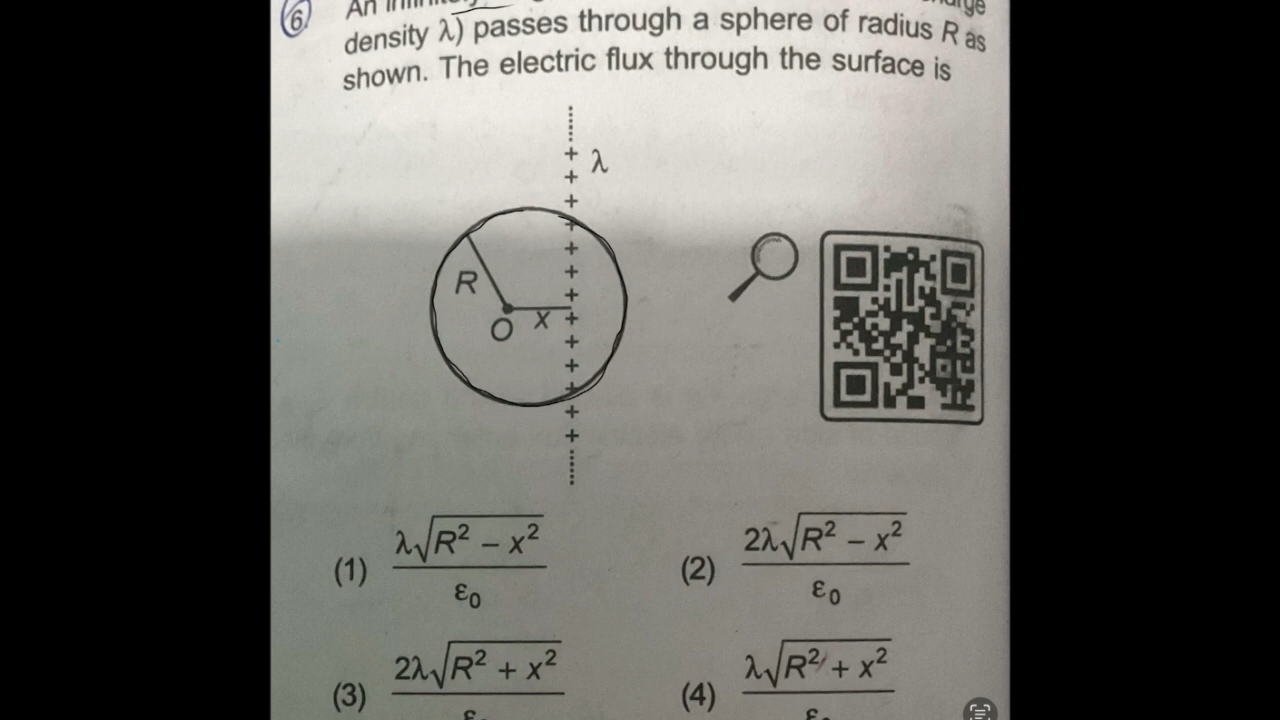 6.
An
density λ) passes through a sphere of radius R as
shown. The electric flux through the surface is
λ
R
O
x
(1) λ√(R² – x²) / ε₀
(2) 2λ√(R² – x²) / ε₀
(3) 2λ√(R² + x²)
(4) λ√(R² + x²)